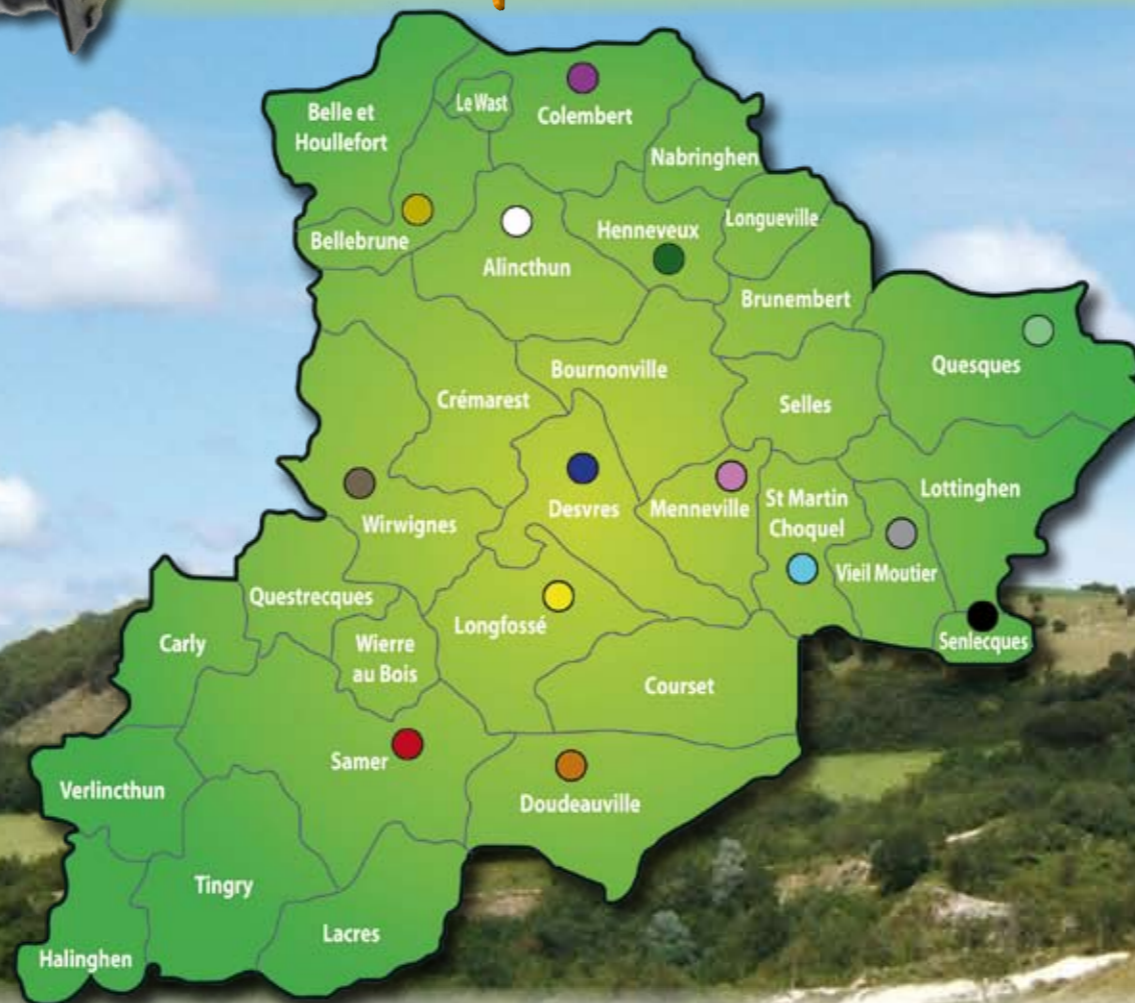 Le Wast
Belle et
Houllefort
Colembert
Nabringhen
Longueville
Henneveux
Bellebrune
Alincthun
Brunembert
Quesques
Bournonville
Crémarest
Selles
Lottinghen
St Martin
Choquel
Desvres
Menneville
Wirwignes
Vieil Moutier
Questrecques
Longfossé
Senlecques
Carly
Wierre
au Bois
Courset
Samer
Verlincthun
Doudeauville
Tingry
Lacres
Halinghen